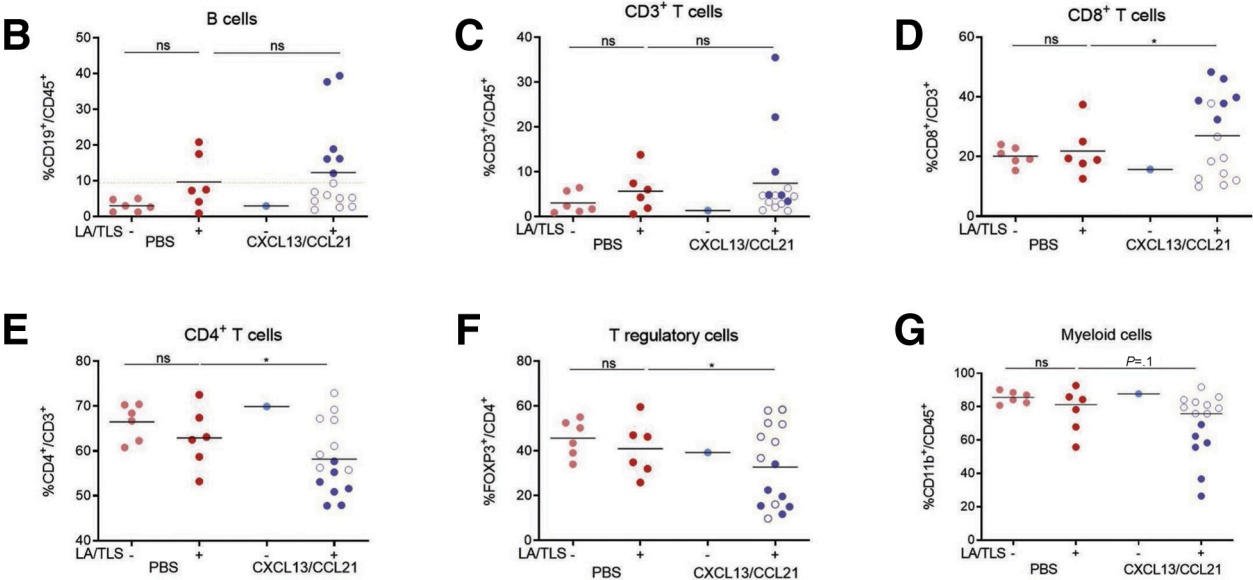 B
B cells
ns ns
50
40
30
20
10
0
%CD19⁺/CD45⁺
LA/TLS - + - +
PBS CXCL13/CCL21
C
CD3⁺ T cells
ns ns
40
30
20
10
0
%CD3⁺/CD45⁺
LA/TLS - + - +
PBS CXCL13/CCL21
D
CD8⁺ T cells
ns *
60
40
20
0
%CD8⁺/CD3⁺
LA/TLS - + - +
PBS CXCL13/CCL21
E
CD4⁺ T cells
ns *
80
70
60
50
40
%CD4⁺/CD3⁺
LA/TLS - + - +
PBS CXCL13/CCL21
F
T regulatory cells
ns *
80
60
40
20
0
%FOXP3⁺/CD4⁺
LA/TLS - + - +
PBS CXCL13/CCL21
G
Myeloid cells
ns P=.1
100
80
60
40
20
0
%CD11b⁺/CD45⁺
LA/TLS - + - +
PBS CXCL13/CCL21